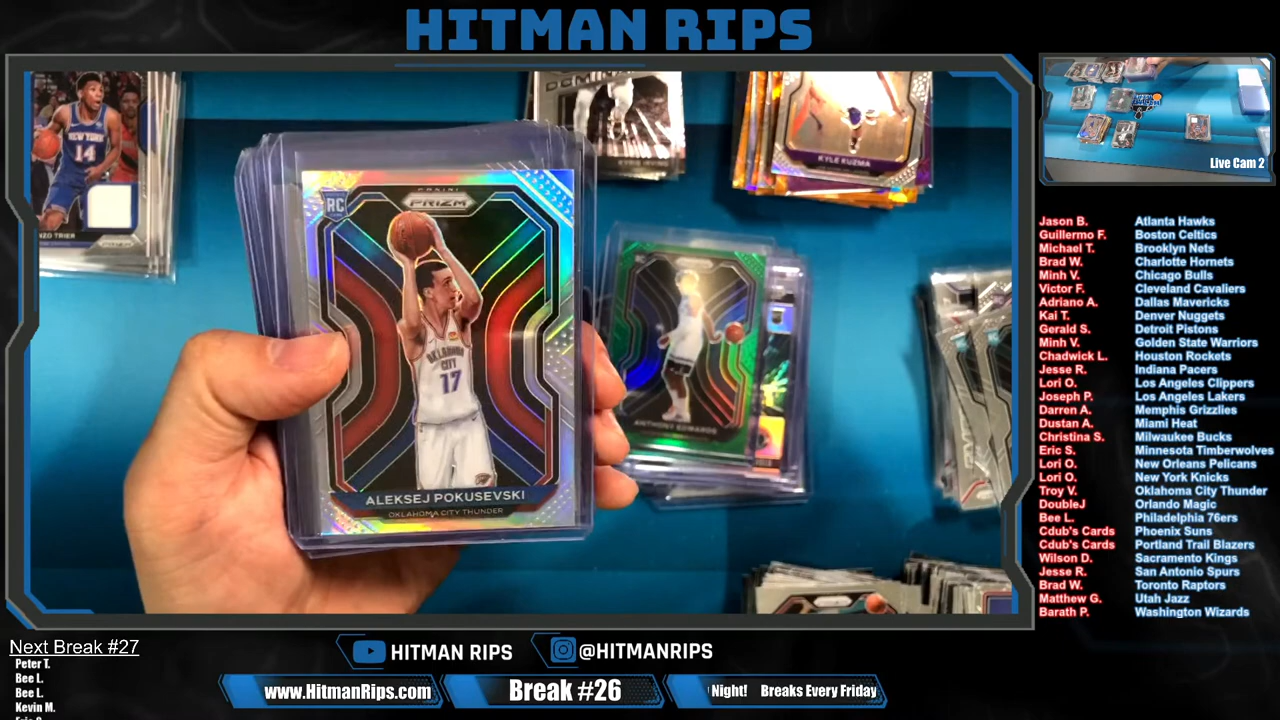 HITMAN RIPS
NEW YORK
14
NZO TRIER
PRIZM
KYRIE IRVING
KYLE KUZMA
Live Cam 2
RC
PANINI
PRIZM
OKLAHOMA
CITY
17
ALEKSEJ POKUSEVSKI
OKLAHOMA CITY THUNDER
ANTHONY EDWARDS
Jason B. Atlanta Hawks
Guillermo F. Boston Celtics
Michael T. Brooklyn Nets
Brad W. Charlotte Hornets
Minh V. Chicago Bulls
Victor F. Cleveland Cavaliers
Adriano A. Dallas Mavericks
Kai T. Denver Nuggets
Gerald S. Detroit Pistons
Minh V. Golden State Warriors
Chadwick L. Houston Rockets
Jesse R. Indiana Pacers
Lori O. Los Angeles Clippers
Joseph P. Los Angeles Lakers
Darren A. Memphis Grizzlies
Dustan A. Miami Heat
Christina S. Milwaukee Bucks
Eric S. Minnesota Timberwolves
Lori O. New Orleans Pelicans
Lori O. New York Knicks
Troy V. Oklahoma City Thunder
DoubleJ Orlando Magic
Bee L. Philadelphia 76ers
Cdub's Cards Phoenix Suns
Cdub's Cards Portland Trail Blazers
Wilson D. Sacramento Kings
Jesse R. San Antonio Spurs
Brad W. Toronto Raptors
Matthew G. Utah Jazz
Barath P. Washington Wizards
Next Break #27
Peter T.
Bee L.
Bee L.
Kevin M.
HITMAN RIPS
@HITMANRIPS
www.HitmanRips.com
Break #26
Night! Breaks Every Friday